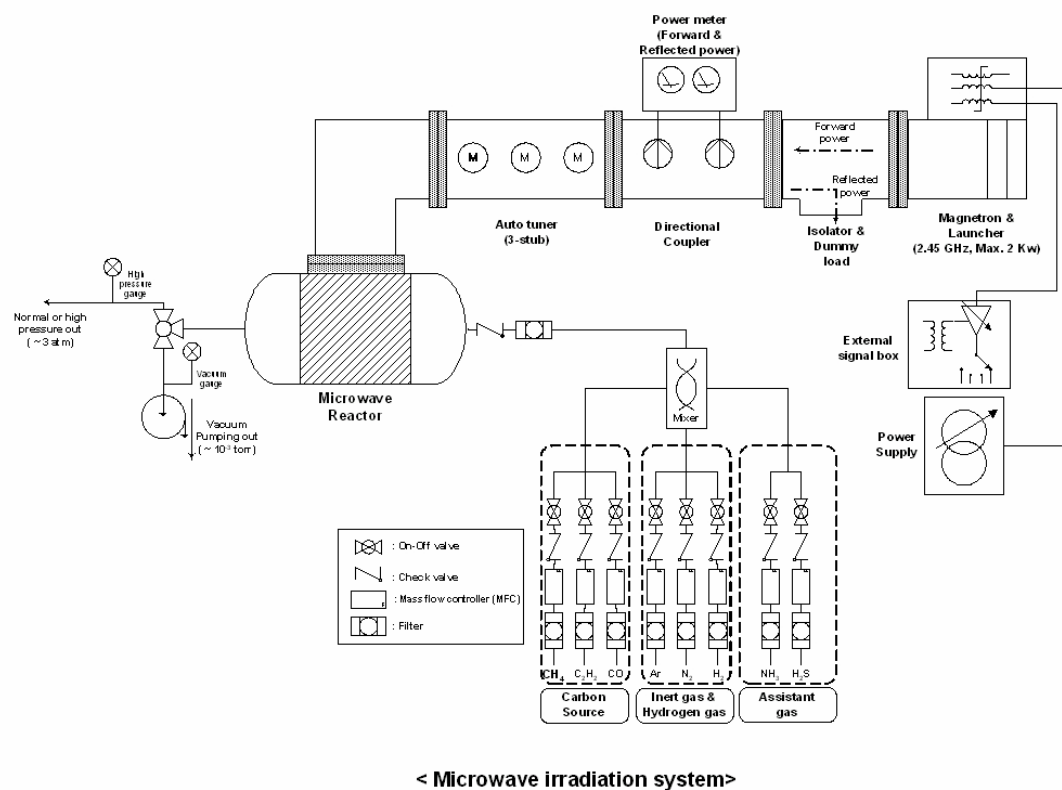 Power meter
(Forward &
Reflected power)
M
M
M
Forward
power
Reflected
power
Auto tuner
(3-stub)
Directional
Coupler
Isolator &
Dummy
load
Magnetron &
Launcher
(2.45 GHz, Max. 2 Kw)
High
pressure
gauge
Normal or high
pressure out
( ~3 atm)
Vacuum
gauge
Vacuum
Pumping out
( ~ 10⁻³ torr)
Microwave
Reactor
Mixer
External
signal box
Power
Supply
: On-Off valve
: Check valve
: Mass flow controller (MFC)
: Filter
CH₄ C₂H₂ CO Ar N₂ H₂ NH₃ H₂S
Carbon
Source
Inert gas &
Hydrogen gas
Assistant
gas
< Microwave irradiation system>